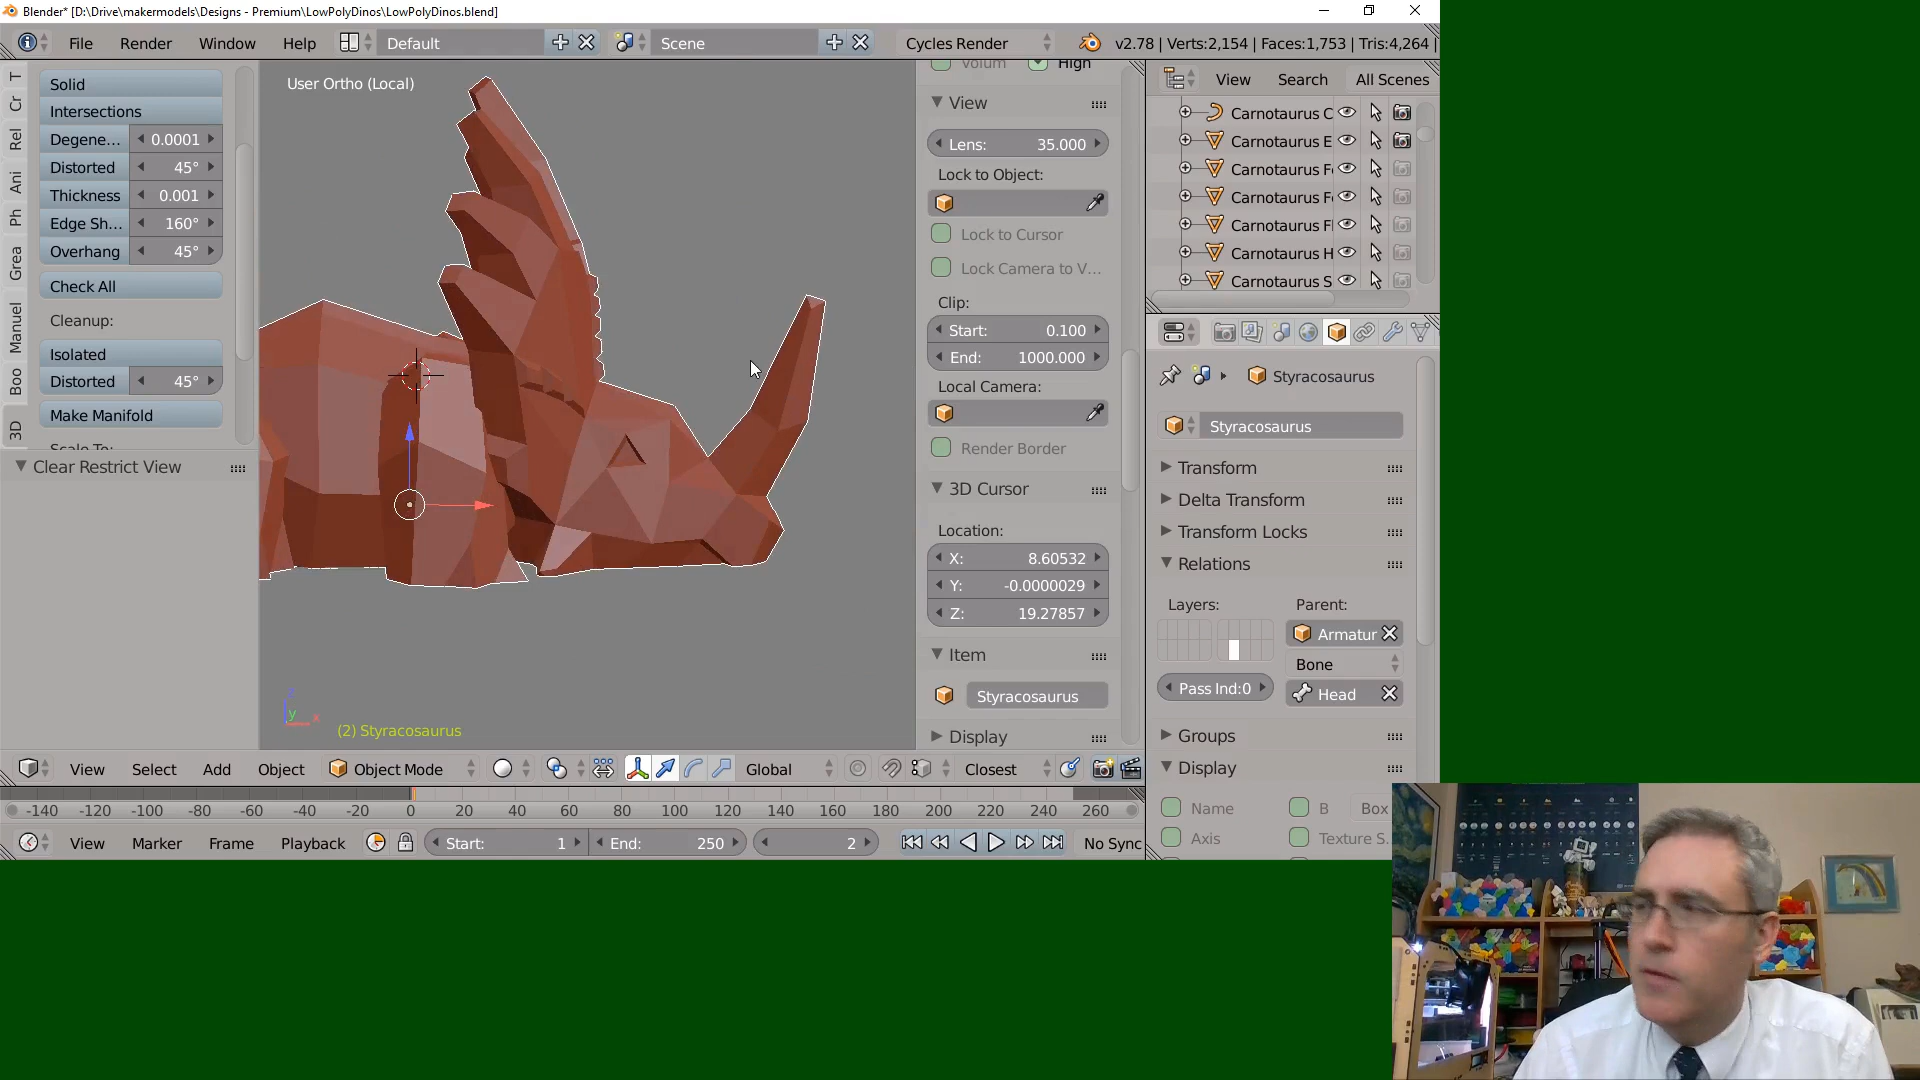 Blender* [D:\Drive\makermodels\Designs - Premium\LowPolyDinos\LowPolyDinos.blend]
File Render Window Help Default Scene Cycles Render v2.78 | Verts:2,154 | Faces:1,753 | Tris:4,264 |
T
Cr
Rel
Ani
Ph
Grea
Manuel
Boo
3D
Solid
Intersections
Degene... 0.0001
Distorted 45°
Thickness 0.001
Edge Sh... 160°
Overhang 45°
Check All
Cleanup:
Isolated
Distorted 45°
Make Manifold
Clear Restrict View
User Ortho (Local)
z
y
x
(2) Styracosaurus
Volum High
View
Lens: 35.000
Lock to Object:
Lock to Cursor
Lock Camera to V...
Clip:
Start: 0.100
End: 1000.000
Local Camera:
Render Border
3D Cursor
Location:
X: 8.60532
Y: -0.0000029
Z: 19.27857
Item
Styracosaurus
Display
View Search All Scenes
Carnotaurus C
Carnotaurus E
Carnotaurus F
Carnotaurus F
Carnotaurus F
Carnotaurus H
Carnotaurus S
Styracosaurus
Styracosaurus
Transform
Delta Transform
Transform Locks
Relations
Layers: Parent:
Armatur
Bone
Pass Ind:0 Head
Groups
Display
Name B Box
Axis Texture S.
View Select Add Object Object Mode Global Closest
-140 -120 -100 -80 -60 -40 -20 0 20 40 60 80 100 120 140 160 180 200 220 240 260
View Marker Frame Playback Start: 1 End: 250 2 No Sync